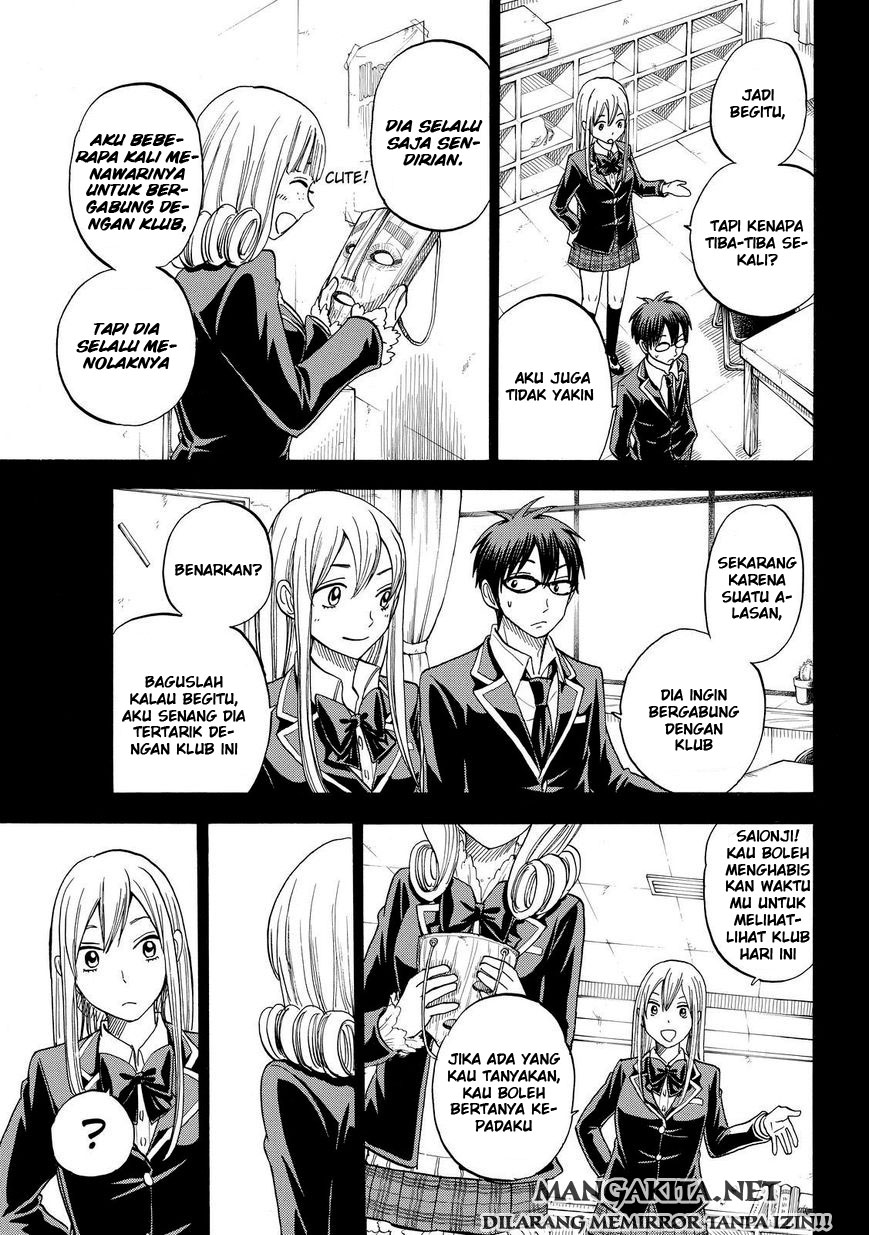 JADI
BEGITU,
TAPI KENAPA
TIBA-TIBA SE-
KALI?
AKU JUGA
TIDAK YAKIN
DIA SELALU
SAJA SEN-
DIRIAN.
CUTE!
AKU BEBE-
RAPA KALI ME-
NAWARINYA
UNTUK BER-
GABUNG DE-
NGAN KLUB,
TAPI DIA
SELALU ME-
NOLAKNYA
SEKARANG
KARENA
SUATU A-
LASAN,
DIA INGIN
BERGABUNG
DENGAN
KLUB
BENARKAN?
BAGUSLAH
KALAU BEGITU,
AKU SENANG DIA
TERTARIK DE-
NGAN KLUB INI
SAIONJI!
KAU BOLEH
MENGHABIS
KAN WAKTU
MU UNTUK
MELIHAT-
LIHAT KLUB
HARI INI
JIKA ADA YANG
KAU TANYAKAN,
KAU BOLEH
BERTANYA KE-
PADAKU
?
MANGAKITA.NET
DILARANG MEMIRROR TANPA IZIN!!